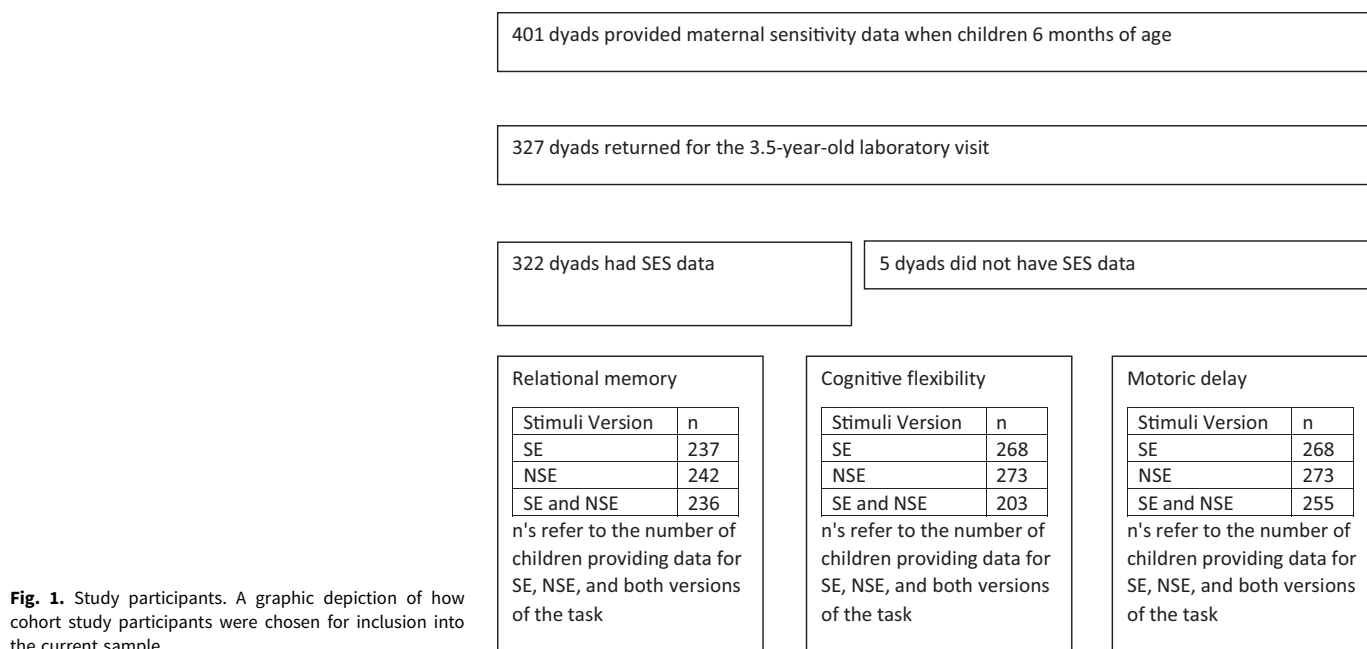 401 dyads provided maternal sensitivity data when children 6 months of age
327 dyads returned for the 3.5-year-old laboratory visit
322 dyads had SES data
5 dyads did not have SES data
Relational memory
Stimuli Version n
SE 237
NSE 242
SE and NSE 236
n's refer to the number of
children providing data for
SE, NSE, and both versions
of the task
Cognitive flexibility
Stimuli Version n
SE 268
NSE 273
SE and NSE 203
n's refer to the number of
children providing data for
SE, NSE, and both versions
of the task
Motoric delay
Stimuli Version n
SE 268
NSE 273
SE and NSE 255
n's refer to the number of
children providing data for
SE, NSE, and both versions
of the task
Fig. 1. Study participants. A graphic depiction of how
cohort study participants were chosen for inclusion into
the current sample